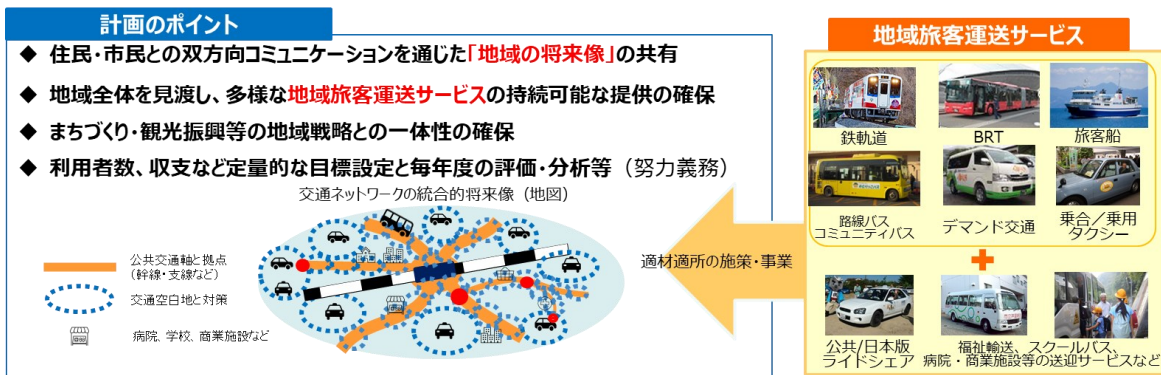 計画のポイント
◆ 住民・市民との双方向コミュニケーションを通じた「地域の将来像」の共有
◆ 地域全体を見渡し、多様な地域旅客運送サービスの持続可能な提供の確保
◆ まちづくり・観光振興等の地域戦略との一体性の確保
◆ 利用者数、収支など定量的な目標設定と毎年度の評価・分析等（努力義務）
交通ネットワークの統合的将来像（地図）
公共交通軸と拠点
（幹線・支線など）
交通空白地と対策
病院、学校、商業施設など
適材適所の施策・事業
地域旅客運送サービス
鉄軌道
BRT
旅客船
路線バス
コミュニティバス
デマンド交通
乗合／乗用
タクシー
公共/日本版
ライドシェア
福祉輸送、スクールバス、
病院・商業施設等の送迎サービスなど